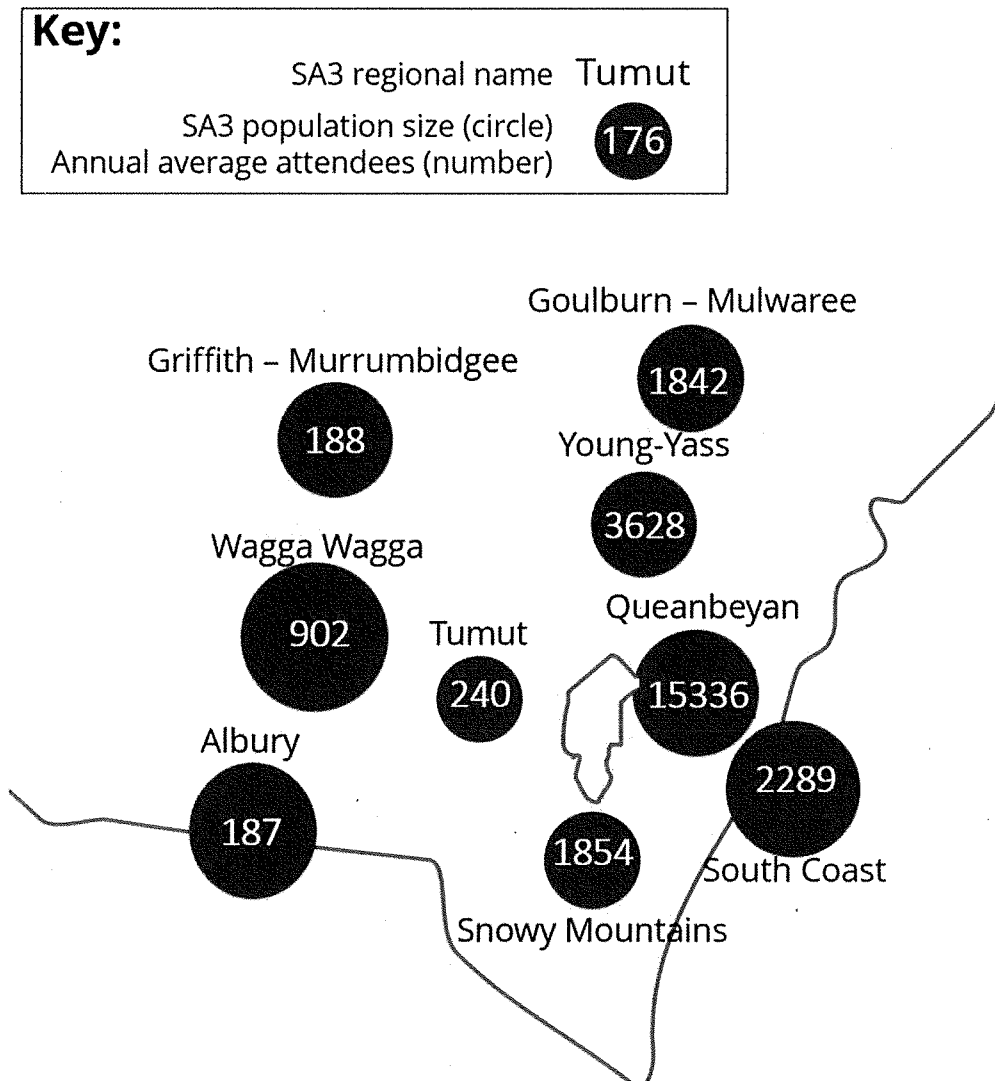 Key:
SA3 regional name Tumut
SA3 population size (circle)
Annual average attendees (number)
176
Goulburn – Mulwaree
1842
Griffith – Murrumbidgee
188
Young-Yass
3628
Wagga Wagga
902
Queanbeyan
15336
Tumut
240
Albury
187
2289
South Coast
1854
Snowy Mountains